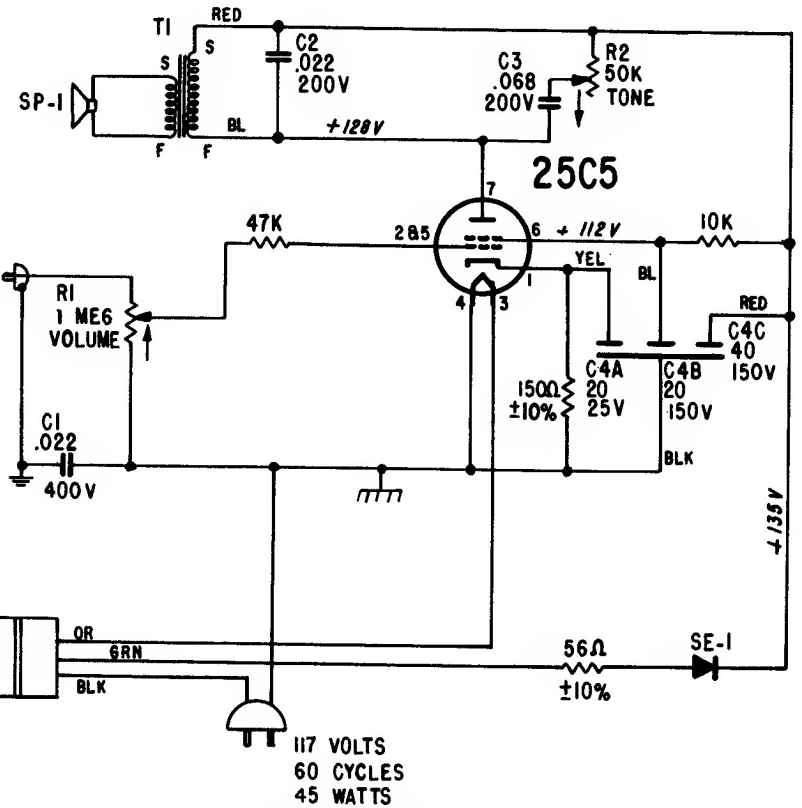 RED
T1
S
S
SP-1
F
F
C2
.022
200V
C3
.068
200V
R2
50K
TONE
BL
+128V
25C5
7
47K
2&5
6
+ 112V
10K
1
YEL
BL
4
3
RED
R1
1 MEG
VOLUME
C4C
40
150V
C4A
20
25V
C4B
20
150V
150Ω
±10%
C1
.022
400V
BLK
+135V
OR
GRN
BLK
56Ω
±10%
SE-1
117 VOLTS
60 CYCLES
45 WATTS